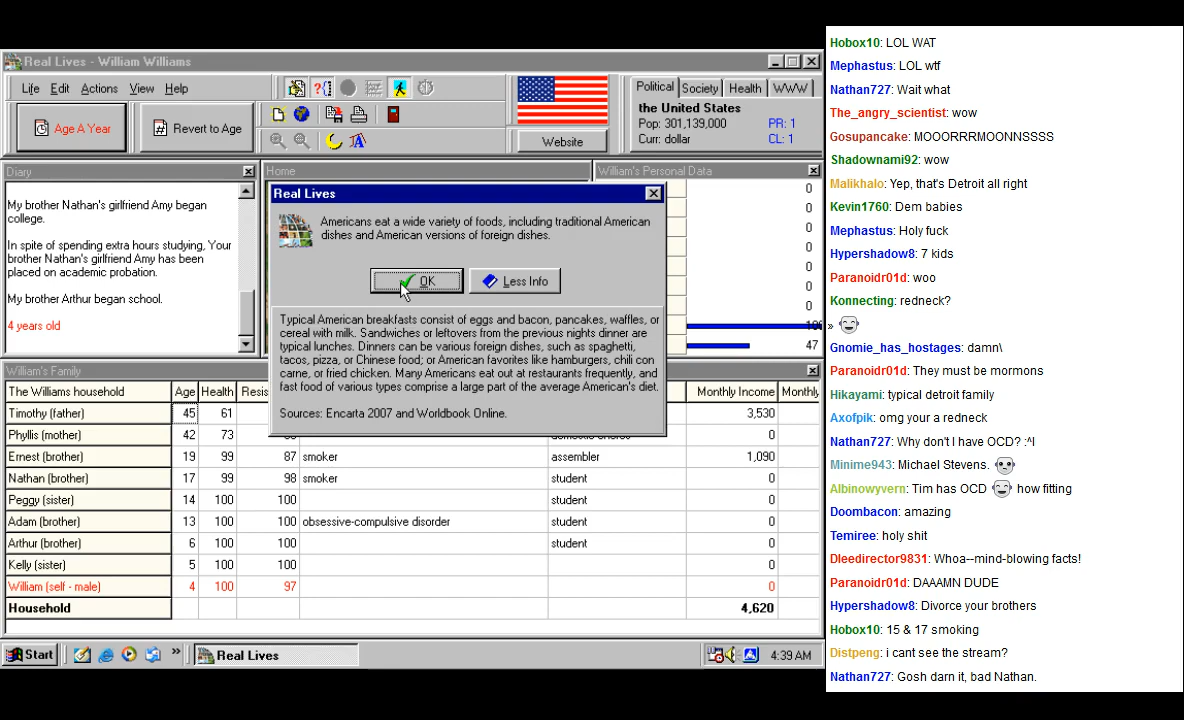 Real Lives - William Williams
Life Edit Actions View Help
Age A Year
Revert to Age
Website
Political Society Health WWW
the United States
Pop: 301,139,000 PR: 1
Curr: dollar CL: 1
Diary
My brother Nathan's girlfriend Amy began
college.
In spite of spending extra hours studying, Your
brother Nathan's girlfriend Amy has been
placed on academic probation.
My brother Arthur began school.
4 years old
Home
William's Personal Data
0
0
0
0
0
0
47
Real Lives
Americans eat a wide variety of foods, including traditional American
dishes and American versions of foreign dishes.
OK
Less Info
Typical American breakfasts consist of eggs and bacon, pancakes, waffles, or
cereal with milk. Sandwiches or leftovers from the previous nights dinner are
typical lunches. Dinners can be various foreign dishes, such as spaghetti,
tacos, pizza, or Chinese food; or American favorites like hamburgers, chili con
carne, or fried chicken. Many Americans eat out at restaurants frequently, and
fast food of various types comprise a large part of the average American's diet.
Sources: Encarta 2007 and Worldbook Online.
William's Family
The Williams household Age Health Resis Monthly Income Monthly
Timothy (father) 45 61 3,530
Phyllis (mother) 42 73 0
Ernest (brother) 19 99 87 smoker assembler 1,090
Nathan (brother) 17 99 98 smoker student 0
Peggy (sister) 14 100 100 student 0
Adam (brother) 13 100 100 obsessive-compulsive disorder student 0
Arthur (brother) 6 100 100 student 0
Kelly (sister) 5 100 100 0
William (self - male) 4 100 97 0
Household 4,620
Start
»
Real Lives
4:39 AM
Hobox10: LOL WAT
Mephastus: LOL wtf
Nathan727: Wait what
The_angry_scientist: wow
Gosupancake: MOOORRRMOONNSSSS
Shadownami92: wow
Malikhalo: Yep, that's Detroit all right
Kevin1760: Dem babies
Mephastus: Holy fuck
Hypershadow8: 7 kids
Paranoidr01d: woo
Konnecting: redneck?
»
Gnomie_has_hostages: damn\
Paranoidr01d: They must be mormons
Hikayami: typical detroit family
Axofpik: omg your a redneck
Nathan727: Why don't I have OCD? :^I
Minime943: Michael Stevens.
Albinowyvern: Tim has OCD how fitting
Doombacon: amazing
Temiree: holy shit
Dleedirector9831: Whoa--mind-blowing facts!
Paranoidr01d: DAAAMN DUDE
Hypershadow8: Divorce your brothers
Hobox10: 15 & 17 smoking
Distpeng: i cant see the stream?
Nathan727: Gosh darn it, bad Nathan.